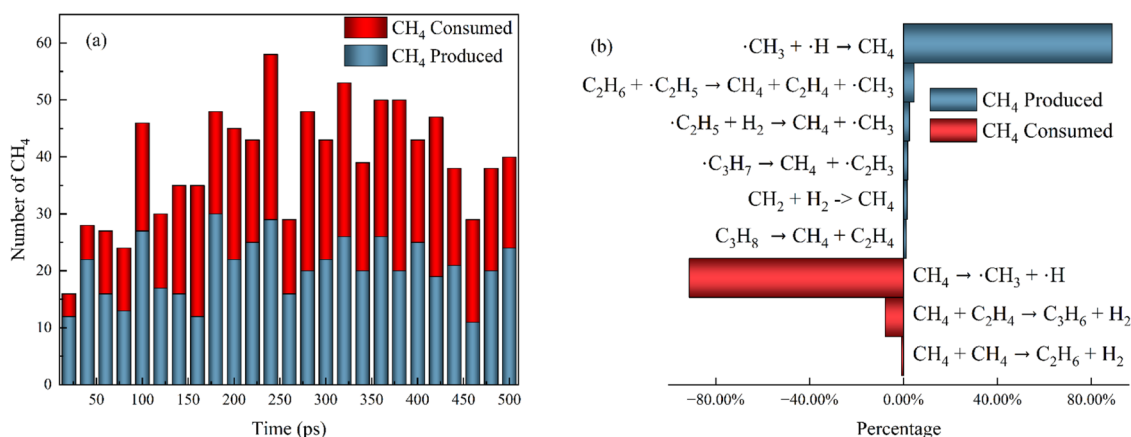 (a)
CH₄ Consumed
CH₄ Produced
Number of CH₄
60
50
40
30
20
10
0
50 100 150 200 250 300 350 400 450 500
Time (ps)
(b)
·CH₃ + ·H → CH₄
C₂H₆ + ·C₂H₅ → CH₄ + C₂H₄ + ·CH₃
·C₂H₅ + H₂ → CH₄ + ·CH₃
·C₃H₇ → CH₄ + ·C₂H₃
CH₂ + H₂ -> CH₄
C₃H₈ → CH₄ + C₂H₄
CH₄ Produced
CH₄ Consumed
CH₄ → ·CH₃ + ·H
CH₄ + C₂H₄ → C₃H₆ + H₂
CH₄ + CH₄ → C₂H₆ + H₂
−80.00% −40.00% 0.00% 40.00% 80.00%
Percentage